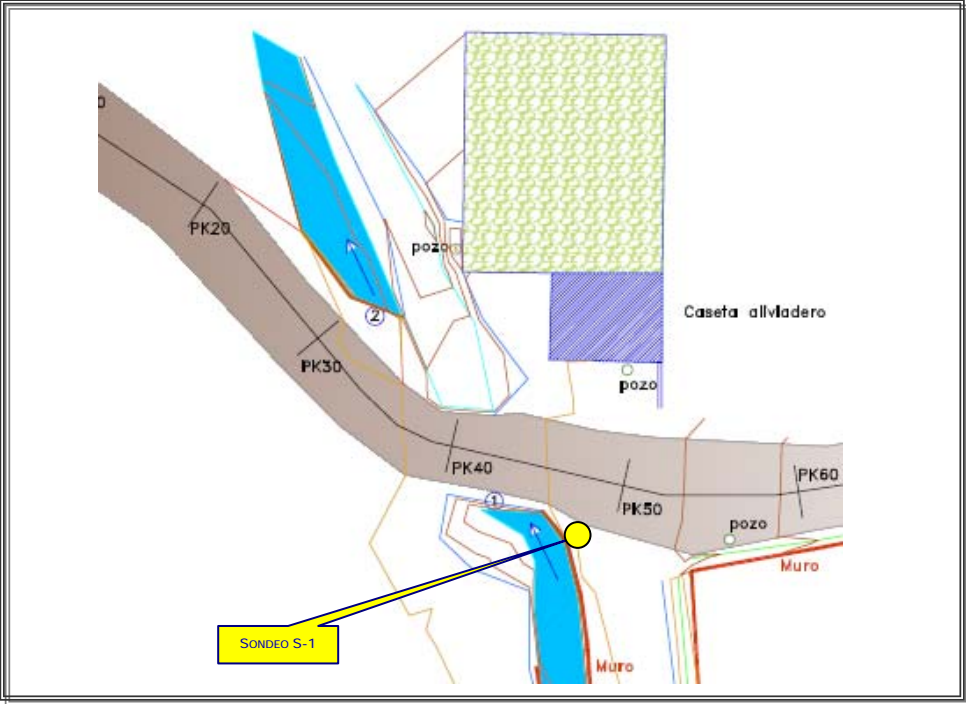 0
PK20
pozo
Caseta aliviadero
2
PK30
pozo
PK40
PK60
1
PK50
pozo
Muro
SONDEO S-1
Muro